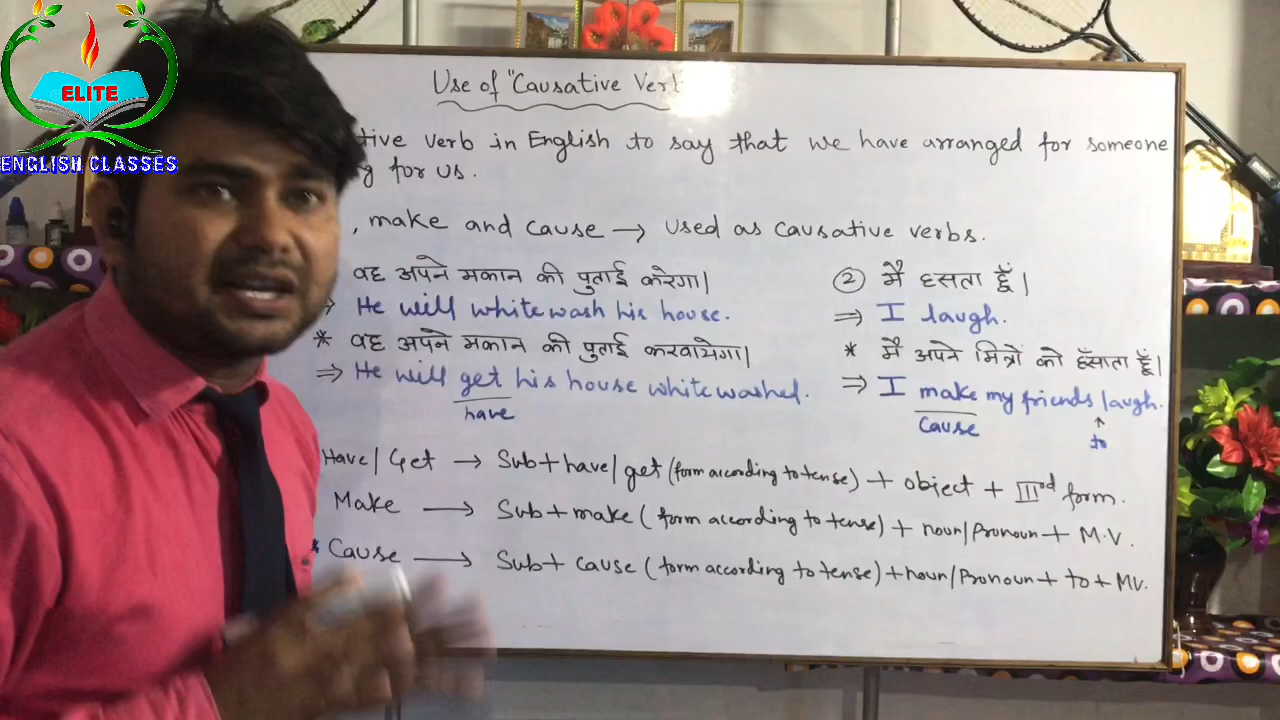 ELITE
ENGLISH CLASSES
Use of "Causative Verb
tive verb in English to say that we have arranged for someone
g for us.
, make and cause → used as causative verbs.
वह अपने मकान की पुताई करेगा।
⇒ He will whitewash his house.
* वह अपने मकान की पुताई करवायेगा।
⇒ He will get his house whitewashed.
have
② मैं हसता हूँ।
⇒ I laugh.
* मैं अपने मित्रों को हँसाता हूँ।
⇒ I make my friends laugh.
cause
↑
to
Have/Get → Sub+have/get (form according to tense) + object + IIIrd form.
Make → Sub+make (form according to tense) + noun/Pronoun + M.V.
* Cause → Sub+ cause (form according to tense)+noun/Pronoun + to + MV.